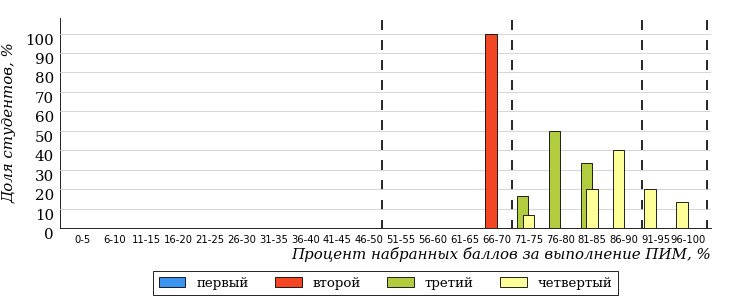 Доля студентов, %
100
90
80
70
60
50
40
30
20
10
0
0-5 6-10 11-15 16-20 21-25 26-30 31-35 36-40 41-45 46-50 51-55 56-60 61-65 66-70 71-75 76-80 81-85 86-90 91-95 96-100
Процент набранных баллов за выполнение ПИМ, %
первый второй третий четвертый